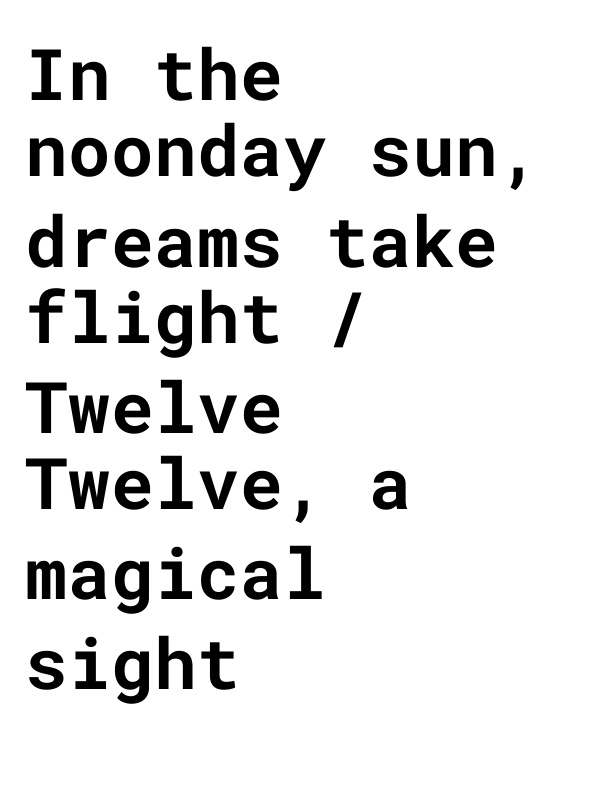 In the
noonday sun,
dreams take
flight /
Twelve
Twelve, a
magical
sight